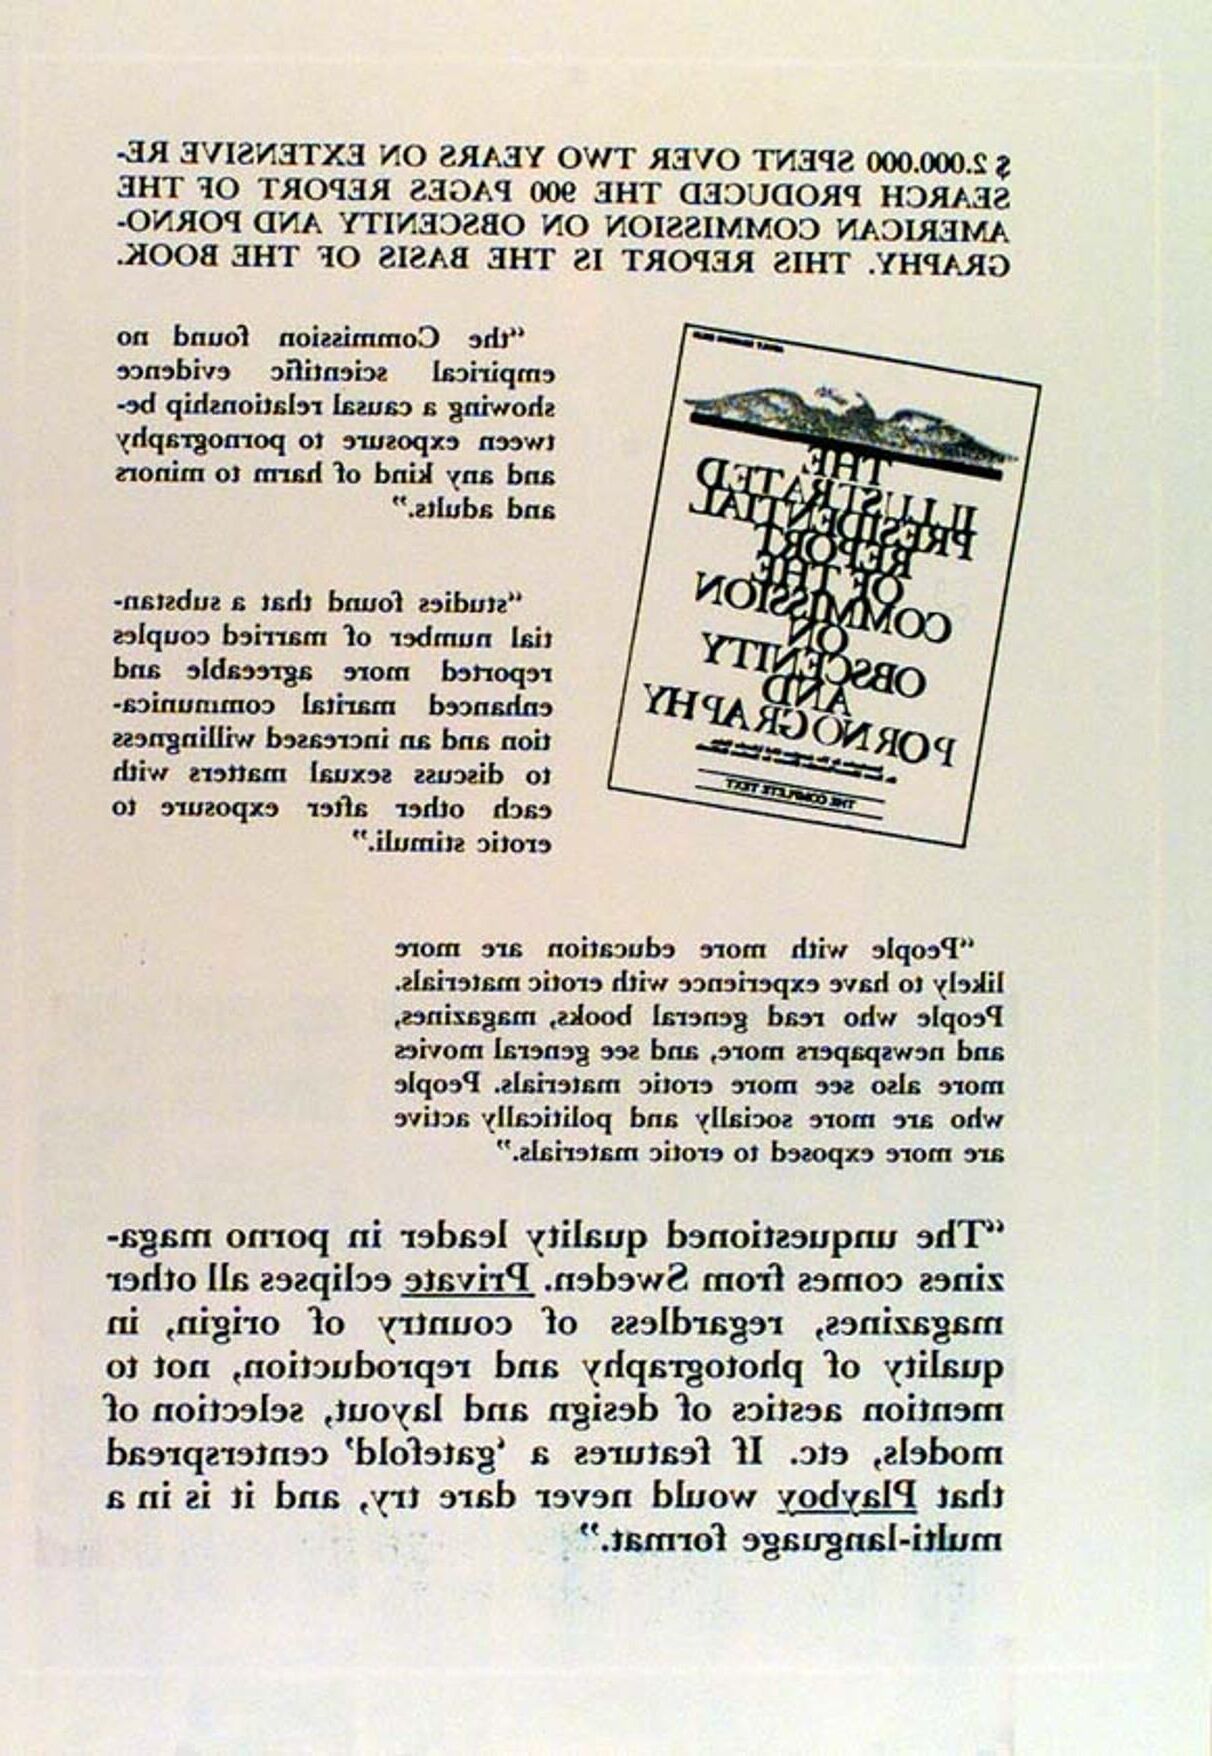 $ 2.000.000 SPENT OVER TWO YEARS ON EXTENSIVE RE-
SEARCH PRODUCED THE 900 PAGES REPORT OF THE
AMERICAN COMMISSION ON OBSCENITY AND PORNO-
GRAPHY. THIS REPORT IS THE BASIS OF THE BOOK.
THE
ILLUSTRATED
PRESIDENTIAL
REPORT
OF THE
COMMISSION
ON
OBSCENITY
AND
PORNOGRAPHY
THE COMPLETE TEXT
“the Commission found no
empirical scientific evidence
showing a causal relationship be-
tween exposure to pornography
and any kind of harm to minors
and adults.”
“studies found that a substan-
tial number of married couples
reported more agreeable and
enhanced marital communica-
tion and an increased willingness
to discuss sexual matters with
each other after exposure to
erotic stimuli.”
“People with more education are more
likely to have experience with erotic materials.
People who read general books, magazines,
and newspapers more, and see general movies
more also see more erotic materials. People
who are more socially and politically active
are more exposed to erotic materials.”
“The unquestioned quality leader in porno maga-
zines comes from Sweden. Private eclipses all other
magazines, regardless of country of origin, in
quality of photography and reproduction, not to
mention aestics of design and layout, selection of
models, etc. If features a ‘gatefold’ centerspread
that Playboy would never dare try, and it is in a
multi-language format.”